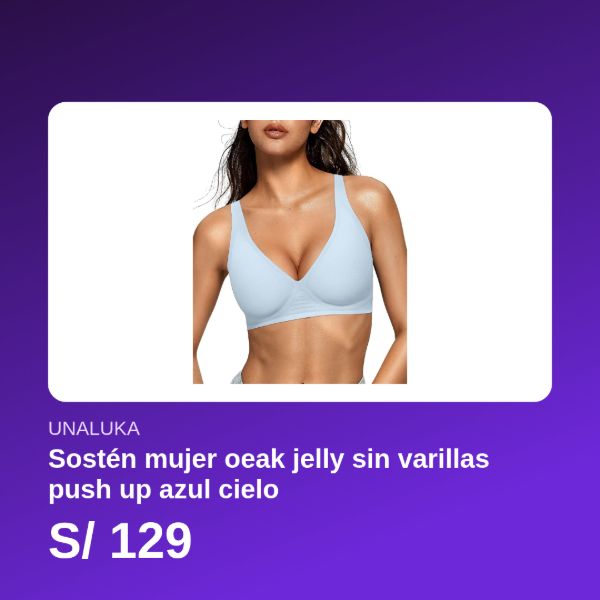 UNALUKA
Sostén mujer oeak jelly sin varillas
push up azul cielo
S/ 129